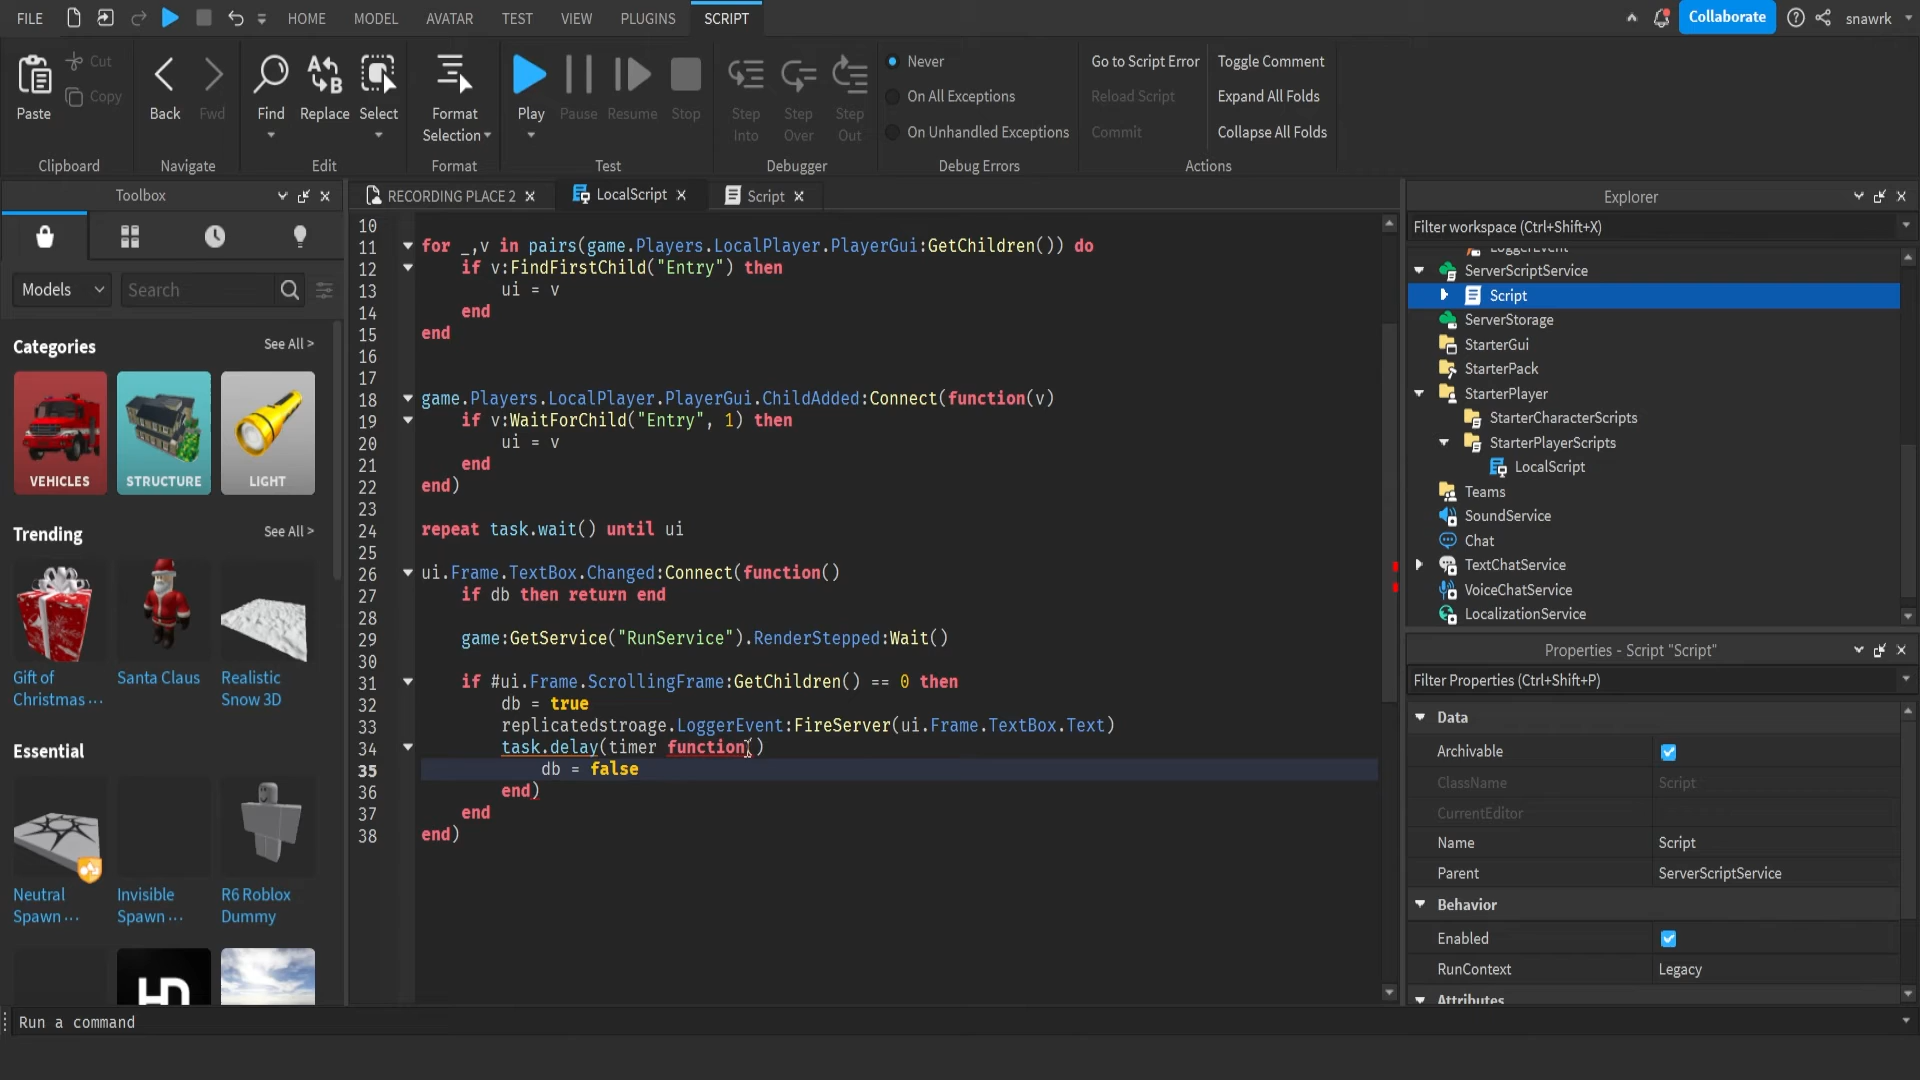 FILE HOME MODEL AVATAR TEST VIEW PLUGINS SCRIPT Collaborate snawrk
Paste Cut Copy Back Fwd Find Replace Select Format Selection Play Pause Resume Stop Step Into Step Over Step Out
Never
On All Exceptions
On Unhandled Exceptions
Go to Script Error
Reload Script
Commit
Toggle Comment
Expand All Folds
Collapse All Folds
Clipboard Navigate Edit Format Test Debugger Debug Errors Actions
Toolbox
Models Search
Categories See All >
VEHICLES STRUCTURE LIGHT
Trending See All >
Gift of Christmas ...
Santa Claus
Realistic Snow 3D
Essential
Neutral Spawn ...
Invisible Spawn ...
R6 Roblox Dummy
HD
RECORDING PLACE 2 LocalScript Script
10
11 for _,v in pairs(game.Players.LocalPlayer.PlayerGui:GetChildren()) do
12 if v:FindFirstChild("Entry") then
13 ui = v
14 end
15 end
16
17
18 game.Players.LocalPlayer.PlayerGui.ChildAdded:Connect(function(v)
19 if v:WaitForChild("Entry", 1) then
20 ui = v
21 end
22 end)
23
24 repeat task.wait() until ui
25
26 ui.Frame.TextBox.Changed:Connect(function()
27 if db then return end
28
29 game:GetService("RunService").RenderStepped:Wait()
30
31 if #ui.Frame.ScrollingFrame:GetChildren() == 0 then
32 db = true
33 replicatedstroage.LoggerEvent:FireServer(ui.Frame.TextBox.Text)
34 task.delay(timer function()
35 db = false
36 end)
37 end
38 end)
Explorer
Filter workspace (Ctrl+Shift+X)
LoggerEvent
ServerScriptService
Script
ServerStorage
StarterGui
StarterPack
StarterPlayer
StarterCharacterScripts
StarterPlayerScripts
LocalScript
Teams
SoundService
Chat
TextChatService
VoiceChatService
LocalizationService
Properties - Script "Script"
Filter Properties (Ctrl+Shift+P)
Data
Archivable
ClassName Script
CurrentEditor
Name Script
Parent ServerScriptService
Behavior
Enabled
RunContext Legacy
Attributes
Run a command